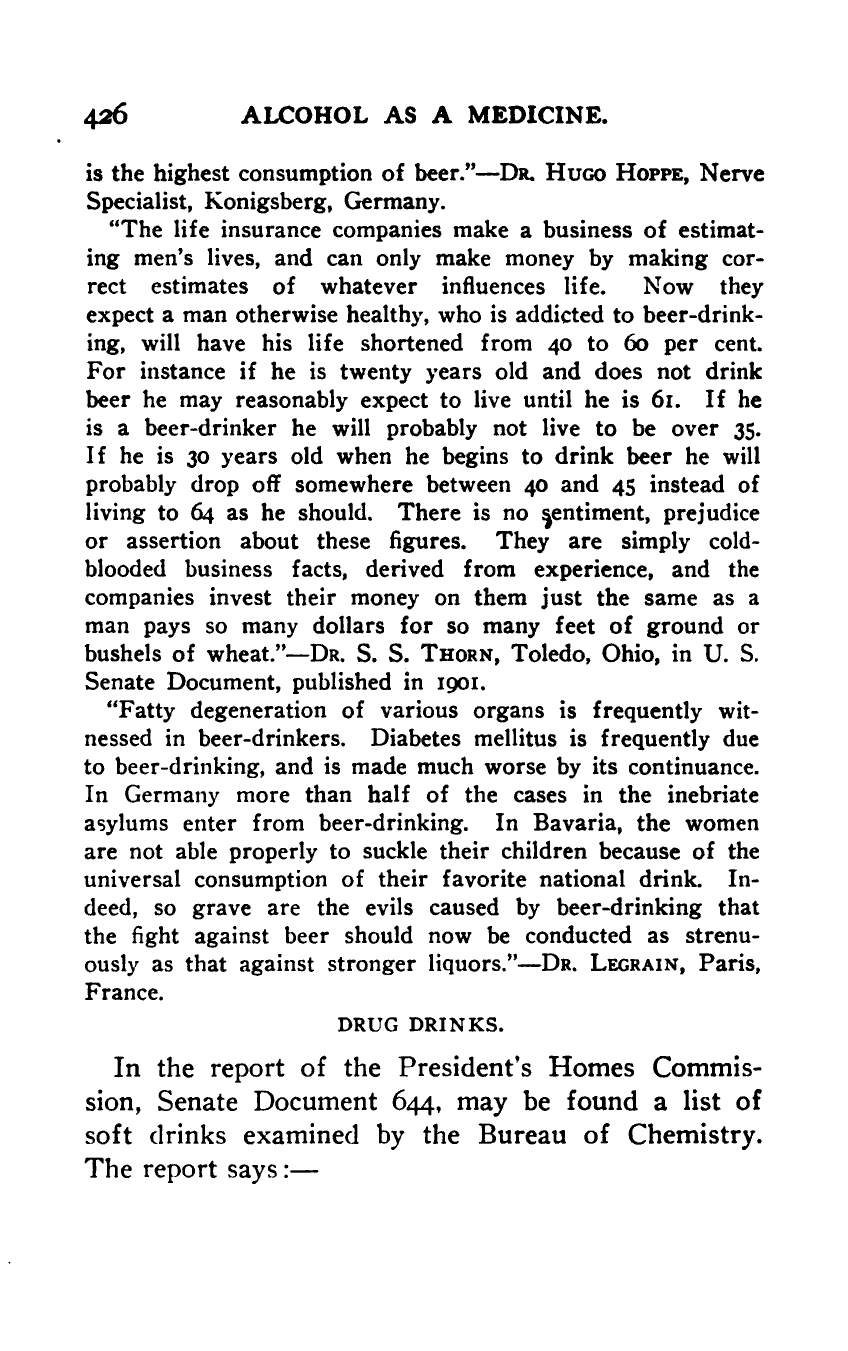 426 ALCOHOL AS A MEDICINE.
is the highest consumption of beer."—DR. HUGO HOPPE, Nerve
Specialist, Konigsberg, Germany.
"The life insurance companies make a business of estimat-
ing men's lives, and can only make money by making cor-
rect estimates of whatever influences life. Now they
expect a man otherwise healthy, who is addicted to beer-drink-
ing, will have his life shortened from 40 to 60 per cent.
For instance if he is twenty years old and does not drink
beer he may reasonably expect to live until he is 61. If he
is a beer-drinker he will probably not live to be over 35.
If he is 30 years old when he begins to drink beer he will
probably drop off somewhere between 40 and 45 instead of
living to 64 as he should. There is no sentiment, prejudice
or assertion about these figures. They are simply cold-
blooded business facts, derived from experience, and the
companies invest their money on them just the same as a
man pays so many dollars for so many feet of ground or
bushels of wheat."—DR. S. S. THORN, Toledo, Ohio, in U. S.
Senate Document, published in 1901.
"Fatty degeneration of various organs is frequently wit-
nessed in beer-drinkers. Diabetes mellitus is frequently due
to beer-drinking, and is made much worse by its continuance.
In Germany more than half of the cases in the inebriate
asylums enter from beer-drinking. In Bavaria, the women
are not able properly to suckle their children because of the
universal consumption of their favorite national drink. In-
deed, so grave are the evils caused by beer-drinking that
the fight against beer should now be conducted as strenu-
ously as that against stronger liquors."—DR. LEGRAIN, Paris,
France.
DRUG DRINKS.
In the report of the President's Homes Commis-
sion, Senate Document 644, may be found a list of
soft drinks examined by the Bureau of Chemistry.
The report says:—